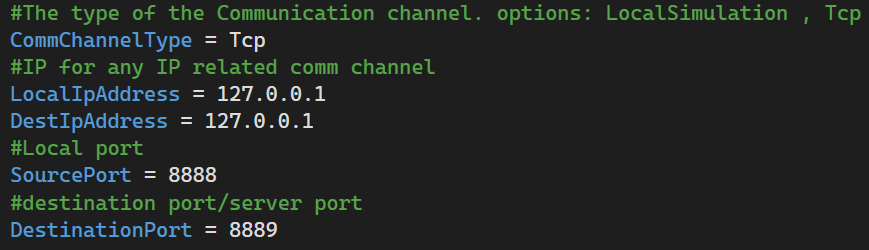 #The type of the Communication channel. options: LocalSimulation , Tcp
CommChannelType = Tcp
#IP for any IP related comm channel
LocalIpAddress = 127.0.0.1
DestIpAddress = 127.0.0.1
#Local port
SourcePort = 8888
#destination port/server port
DestinationPort = 8889